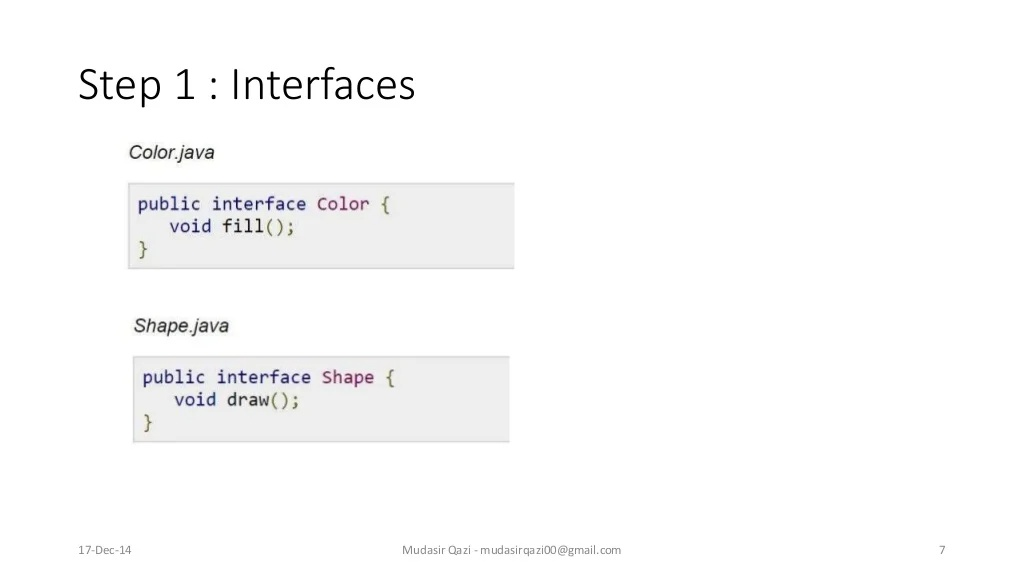 Step 1 : Interfaces
Color.java
public interface Color {
   void fill();
}
Shape.java
public interface Shape {
   void draw();
}
17-Dec-14
Mudasir Qazi - mudasirqazi00@gmail.com
7